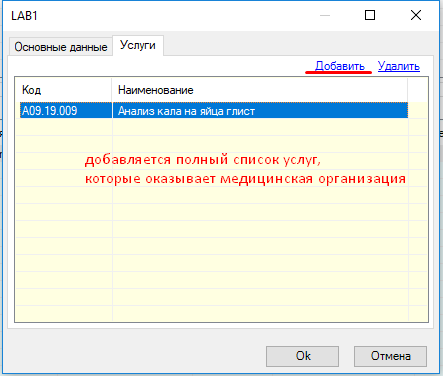 LAB1
Основные данные Услуги
Добавить Удалить
Код Наименование
A09.19.009 Анализ кала на яйца глист
добавляется полный список услуг,
которые оказывает медицинская организация
Ok Отмена